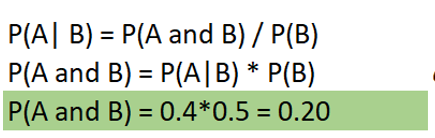 P(A| B) = P(A and B) / P(B)
P(A and B) = P(A|B) * P(B)
P(A and B) = 0.4*0.5 = 0.20